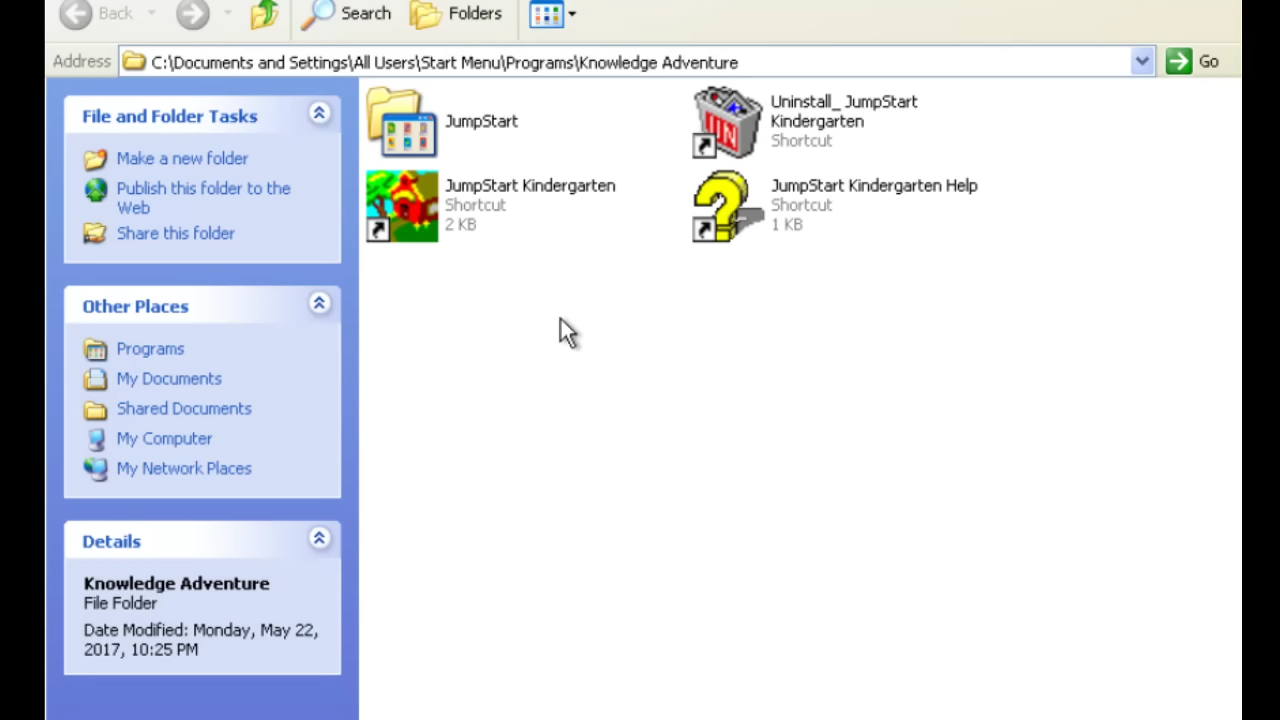 Back
Search
Folders
Address
C:\Documents and Settings\All Users\Start Menu\Programs\Knowledge Adventure
Go
File and Folder Tasks
Make a new folder
Publish this folder to the
Web
Share this folder
Other Places
Programs
My Documents
Shared Documents
My Computer
My Network Places
Details
Knowledge Adventure
File Folder
Date Modified: Monday, May 22,
2017, 10:25 PM
JumpStart
Uninstall_ JumpStart
Kindergarten
Shortcut
UN
JumpStart Kindergarten
Shortcut
2 KB
JumpStart Kindergarten Help
Shortcut
1 KB
?